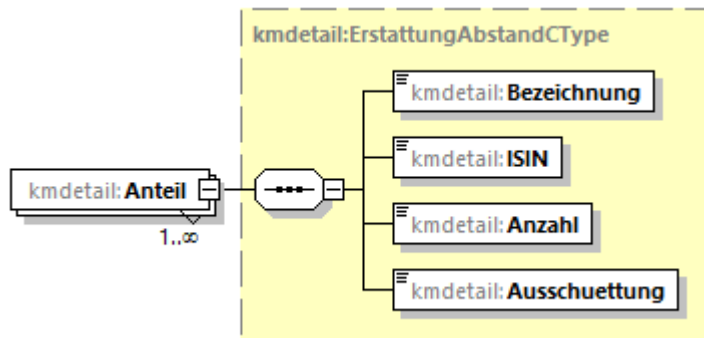 kmdetail:ErstattungAbstandCType
kmdetail:Bezeichnung
kmdetail:ISIN
kmdetail:Anteil
1..∞
kmdetail:Anzahl
kmdetail:Ausschuettung